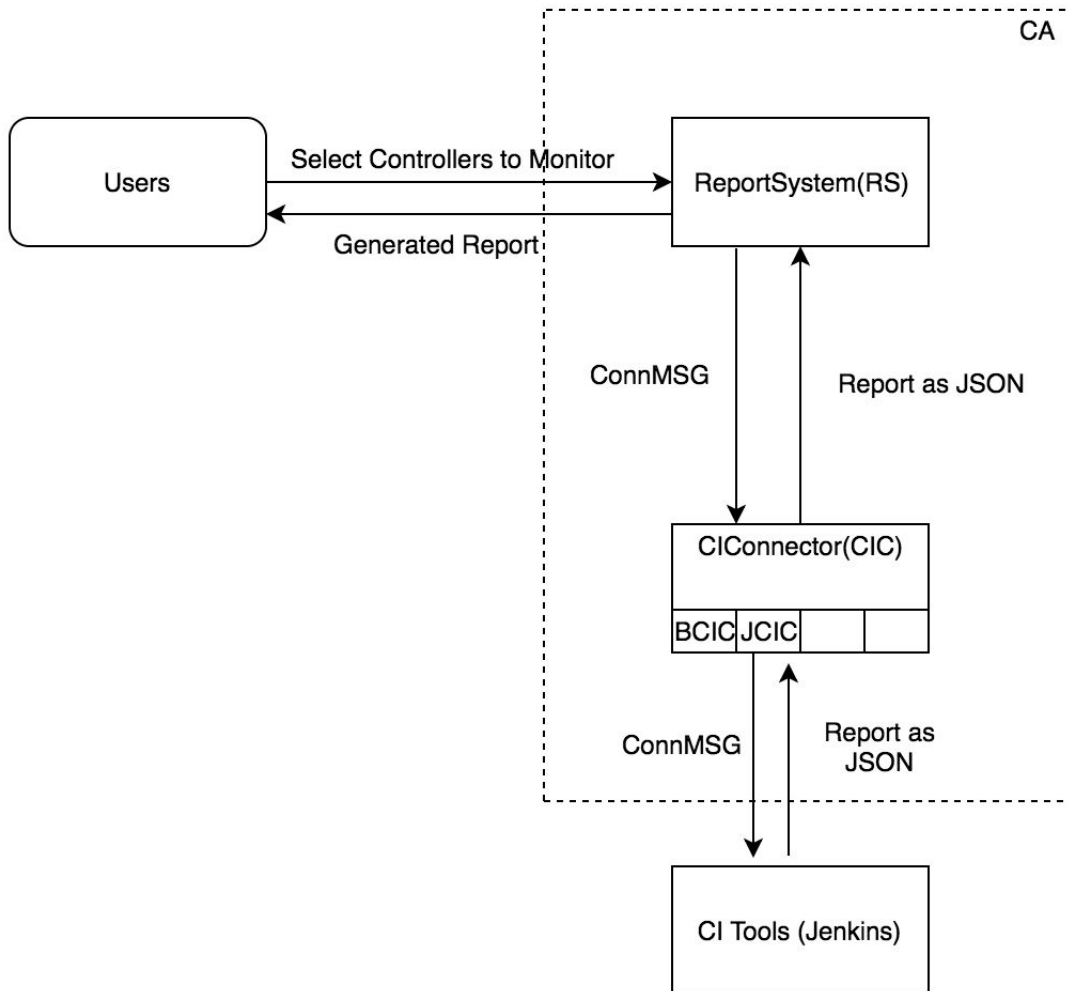 CA
Users
Select Controllers to Monitor
ReportSystem(RS)
Generated Report
ConnMSG
Report as JSON
CIConnector(CIC)
BCIC JCIC
ConnMSG
Report as
JSON
CI Tools (Jenkins)